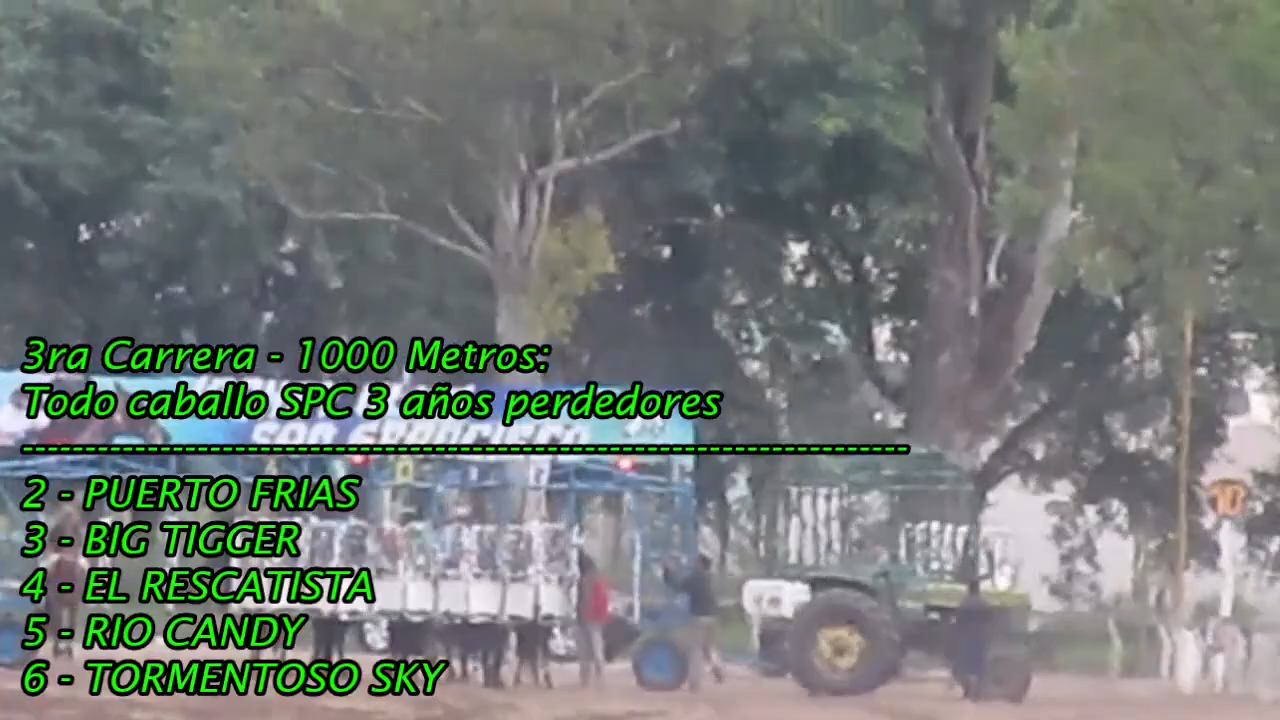 3ra Carrera - 1000 Metros:
Todo caballo SPC 3 años perdedores
--------------------------------------------------------------------
2 - PUERTO FRIAS
3 - BIG TIGGER
4 - EL RESCATISTA
5 - RIO CANDY
6 - TORMENTOSO SKY
10